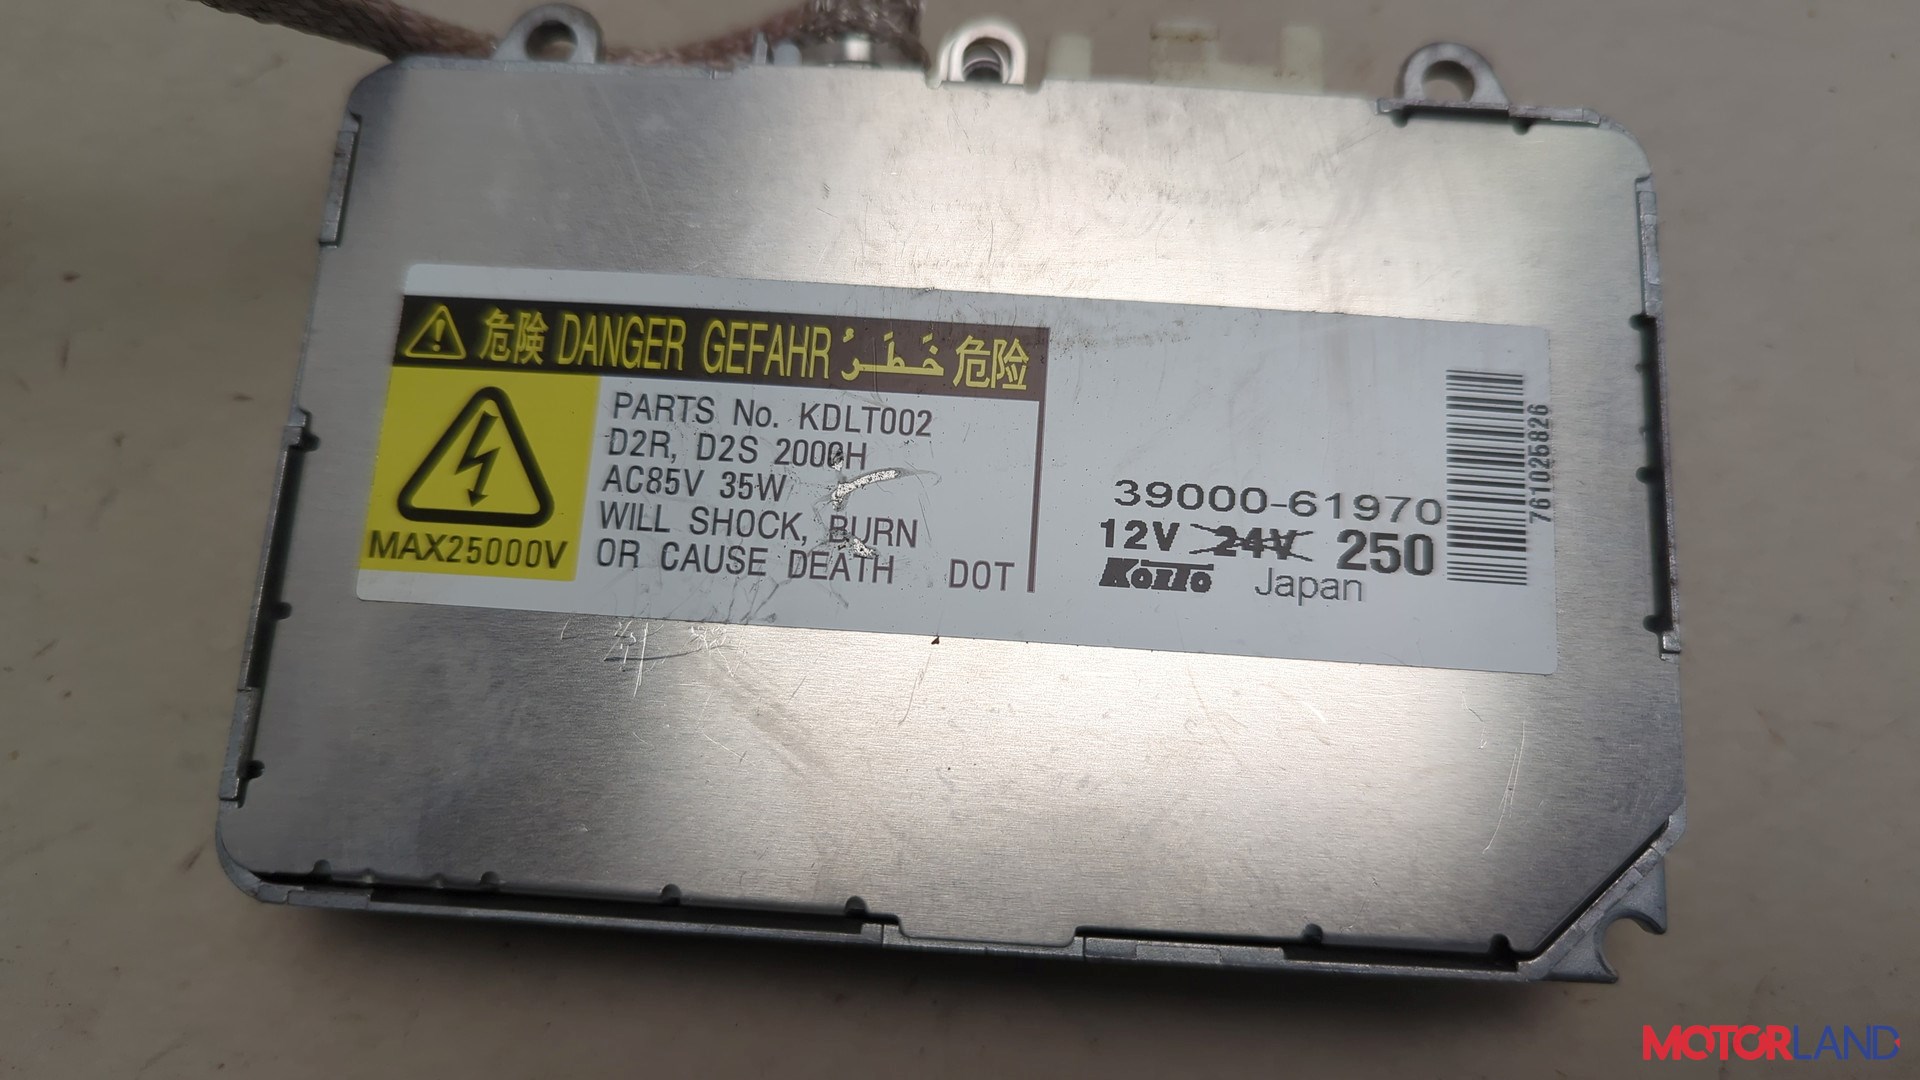 危険 DANGER GEFAHR خَطَرٌ 危险
MAX25000V
PARTS No. KDLT002
D2R, D2S 2000H
AC85V 35W
WILL SHOCK, BURN
OR CAUSE DEATH DOT
39000-61970
12V 24V 250
Koito Japan
761025826
MOTORLAND